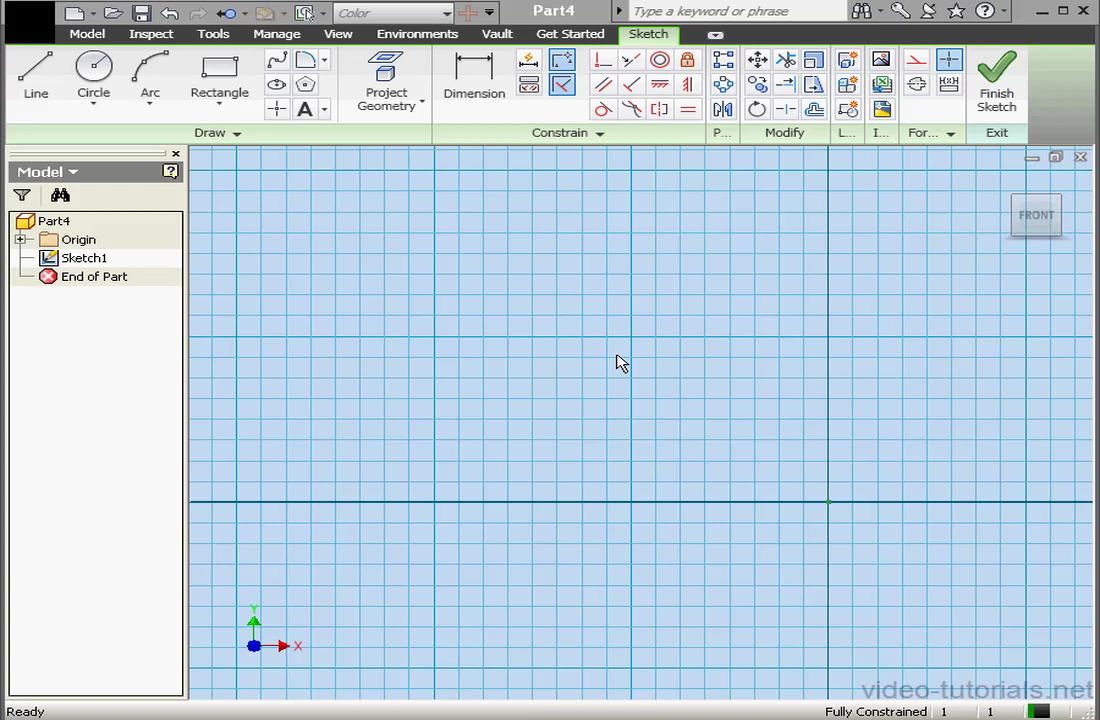 Color
Part4
Type a keyword or phrase
Model Inspect Tools Manage View Environments Vault Get Started Sketch
Line Circle Arc Rectangle Project Geometry Dimension Finish Sketch
Draw Constrain P... Modify L... I... For... Exit
Model
Part4
Origin
Sketch1
End of Part
FRONT
Y
X
video-tutorials.net
Ready Fully Constrained 1 1